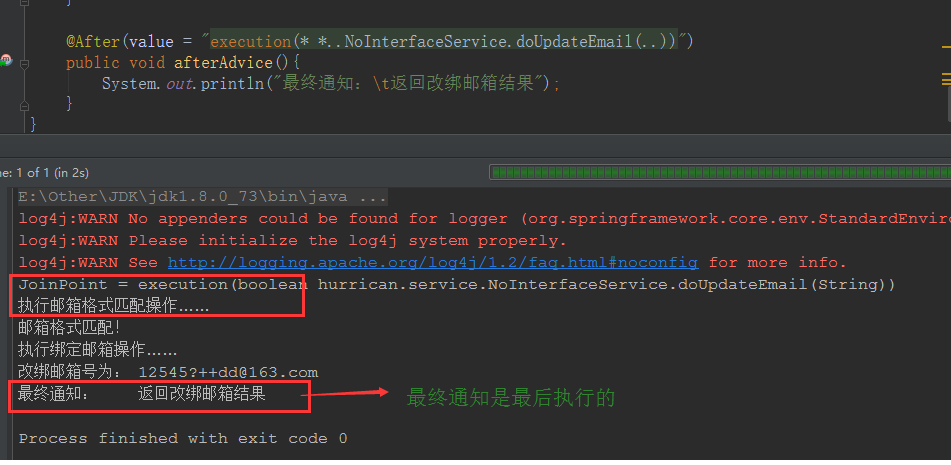 }
@After(value = "execution(* *..NoInterfaceService.doUpdateEmail(..))")
public void afterAdvice(){
System.out.println("最终通知：\t返回改绑邮箱结果");
}
}
ne: 1 of 1 (in 2s)
E:\Other\JDK\jdk1.8.0_73\bin\java ...
log4j:WARN No appenders could be found for logger (org.springframework.core.env.StandardEnviro
log4j:WARN Please initialize the log4j system properly.
log4j:WARN See http://logging.apache.org/log4j/1.2/faq.html#noconfig for more info.
JoinPoint = execution(boolean hurrican.service.NoInterfaceService.doUpdateEmail(String))
执行邮箱格式匹配操作……
邮箱格式匹配!
执行绑定邮箱操作……
改绑邮箱号为: 12545?++dd@163.com
最终通知： 返回改绑邮箱结果
最终通知是最后执行的
Process finished with exit code 0